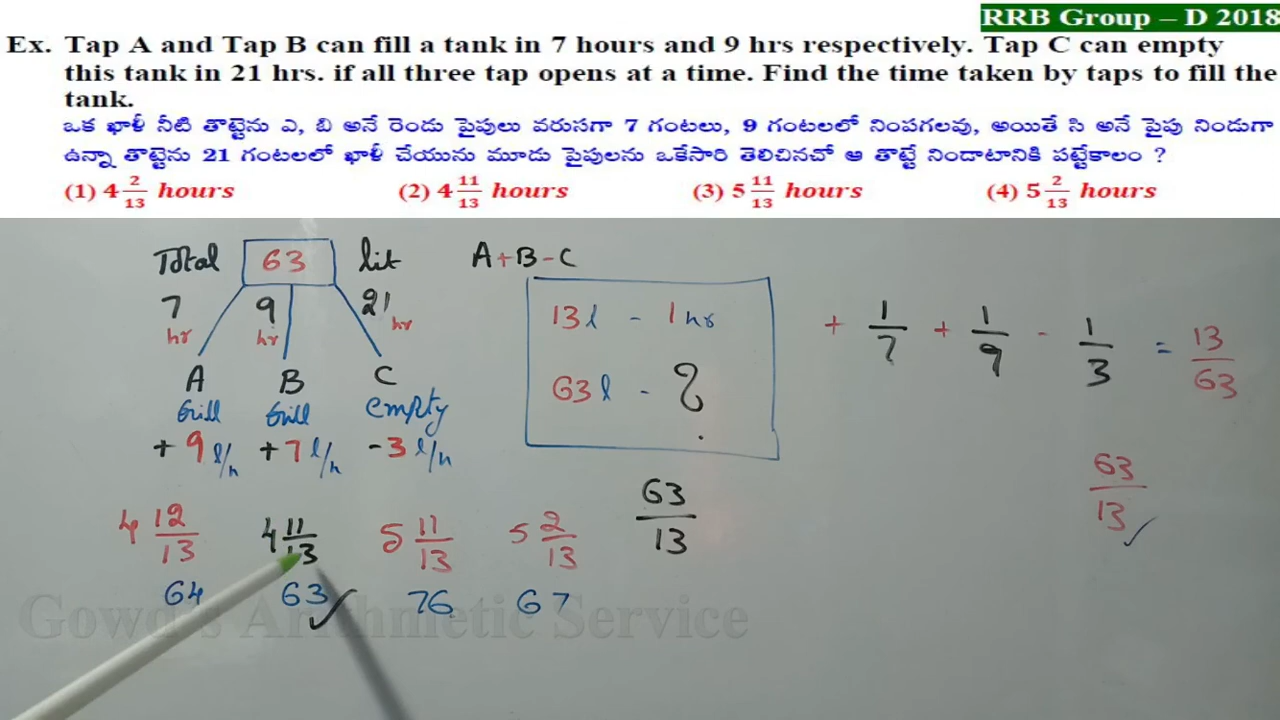 RRB Group – D 2018
Ex. Tap A and Tap B can fill a tank in 7 hours and 9 hrs respectively. Tap C can empty
this tank in 21 hrs. if all three tap opens at a time. Find the time taken by taps to fill the
tank.
ఒక ఖాళీ నీటి తొట్టెను ఎ, బి అనే రెండు పైపులు వరుసగా 7 గంటలు, 9 గంటలలో నింపగలవు, అయితే సి అనే పైపు నిండుగా
ఉన్నా తొట్టెను 21 గంటలలో ఖాళీ చేయును మూడు పైపులను ఒకేసారి తెలిచినచో ఆ తొట్టే నిండాటానికి పట్టేకాలం ?
(1) 4 2/13 hours (2) 4 11/13 hours (3) 5 11/13 hours (4) 5 2/13 hours
Total 63 lit A+B-C
7 hr 9 hr 21 hr
13l - 1 hr
+ 1/7 + 1/9 - 1/3 = 13/63
A B C
63l - ?
fill fill empty
+9 l/h +7 l/h -3 l/h
63/13
63/13
4 12/13 4 11/13 5 11/13 5 2/13
64 63 76 67
Gowd's Arithmetic Service